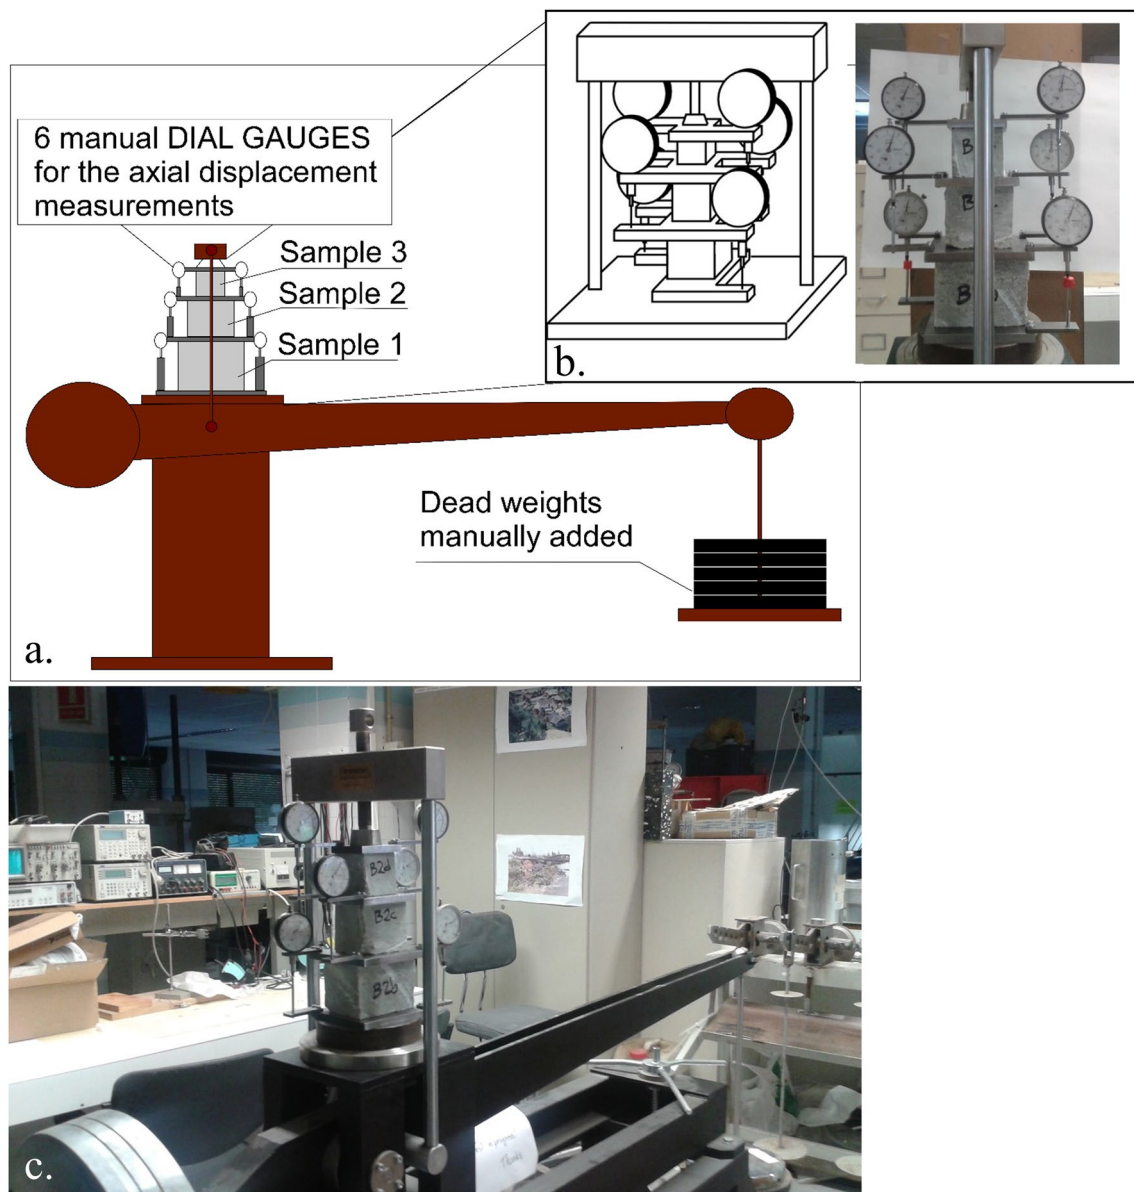 6 manual DIAL GAUGES
for the axial displacement
measurements
Sample 3
Sample 2
Sample 1
Dead weights
manually added
a.
b.
B2d
B2c
B2b
c.